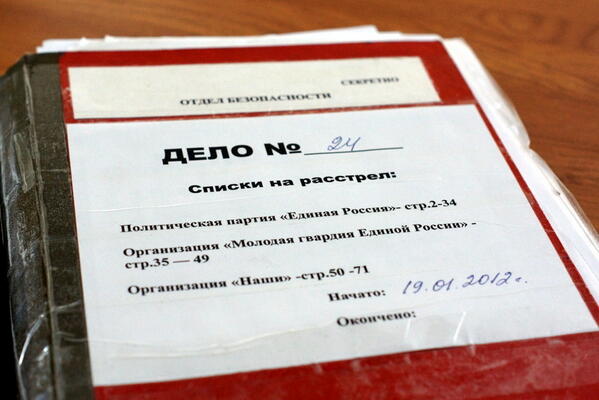 СЕКРЕТНО
ОТДЕЛ БЕЗОПАСНОСТИ
ДЕЛО № 24
Списки на расстрел:
Политическая партия «Единая Россия»- стр.2-34
Организация «Молодая гвардия Единой России» -
стр.35 — 49
Организация «Наши» -стр.50 -71
Начато: 19.01.2012г.
Окончено: